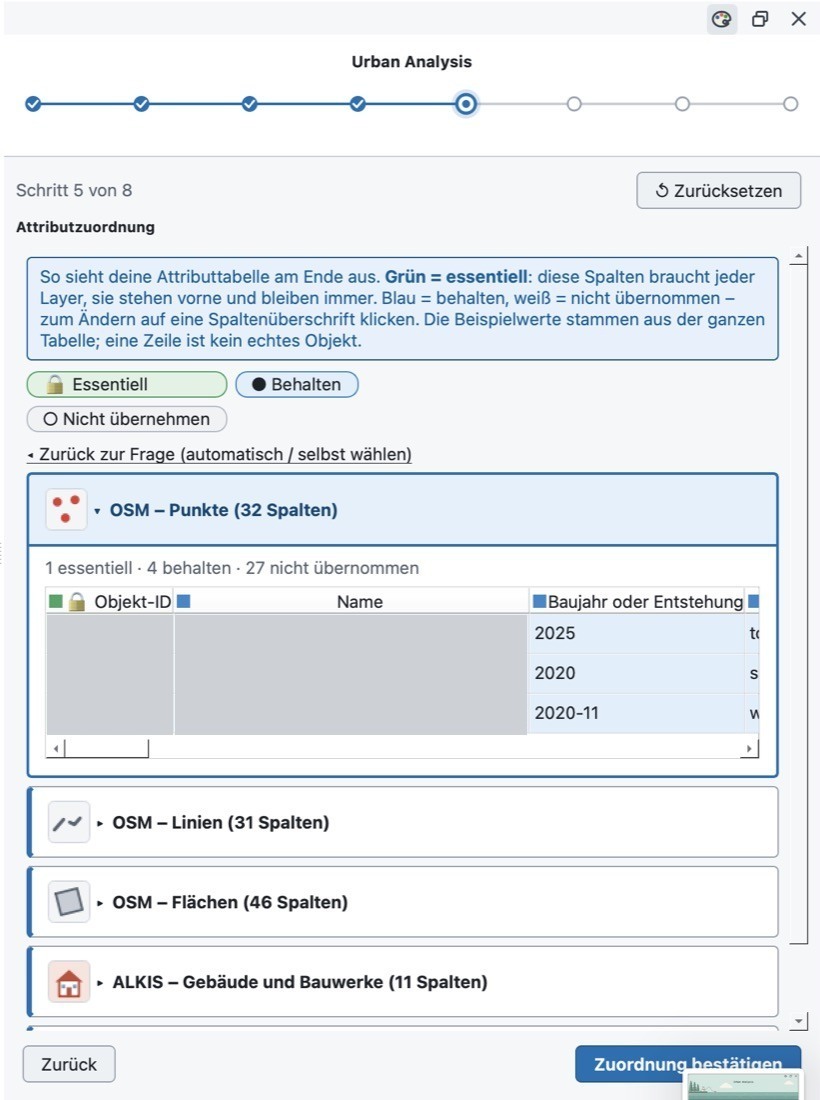 Urban Analysis
Schritt 5 von 8
Zurücksetzen
Attributzuordnung
So sieht deine Attributtabelle am Ende aus. Grün = essentiell: diese Spalten braucht jeder
Layer, sie stehen vorne und bleiben immer. Blau = behalten, weiß = nicht übernommen –
zum Ändern auf eine Spaltenüberschrift klicken. Die Beispielwerte stammen aus der ganzen
Tabelle; eine Zeile ist kein echtes Objekt.
Essentiell
Behalten
Nicht übernehmen
Zurück zur Frage (automatisch / selbst wählen)
OSM – Punkte (32 Spalten)
1 essentiell · 4 behalten · 27 nicht übernommen
Objekt-ID Name Baujahr oder Entstehung
2025
2020
2020-11
OSM – Linien (31 Spalten)
OSM – Flächen (46 Spalten)
ALKIS – Gebäude und Bauwerke (11 Spalten)
Zurück
Zuordnung bestätigen